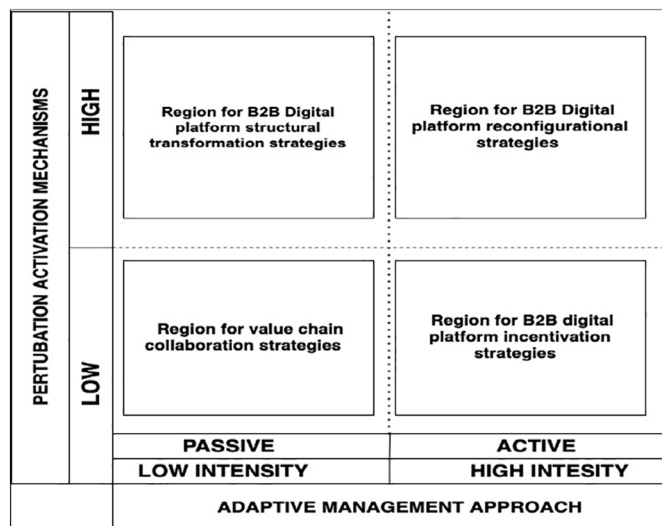 PERTUBATION ACTIVATION MECHANISMS
HIGH
Region for B2B Digital
platform structural
transformation strategies
Region for B2B Digital
platform reconfigurational
strategies
LOW
Region for value chain
collaboration strategies
Region for B2B digital
platform incentivation
strategies
PASSIVE
ACTIVE
LOW INTENSITY
HIGH INTESITY
ADAPTIVE MANAGEMENT APPROACH